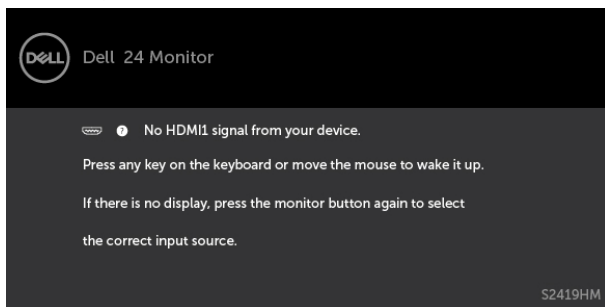 DELL
Dell 24 Monitor
? No HDMI1 signal from your device.
Press any key on the keyboard or move the mouse to wake it up.
If there is no display, press the monitor button again to select
the correct input source.
S2419HM